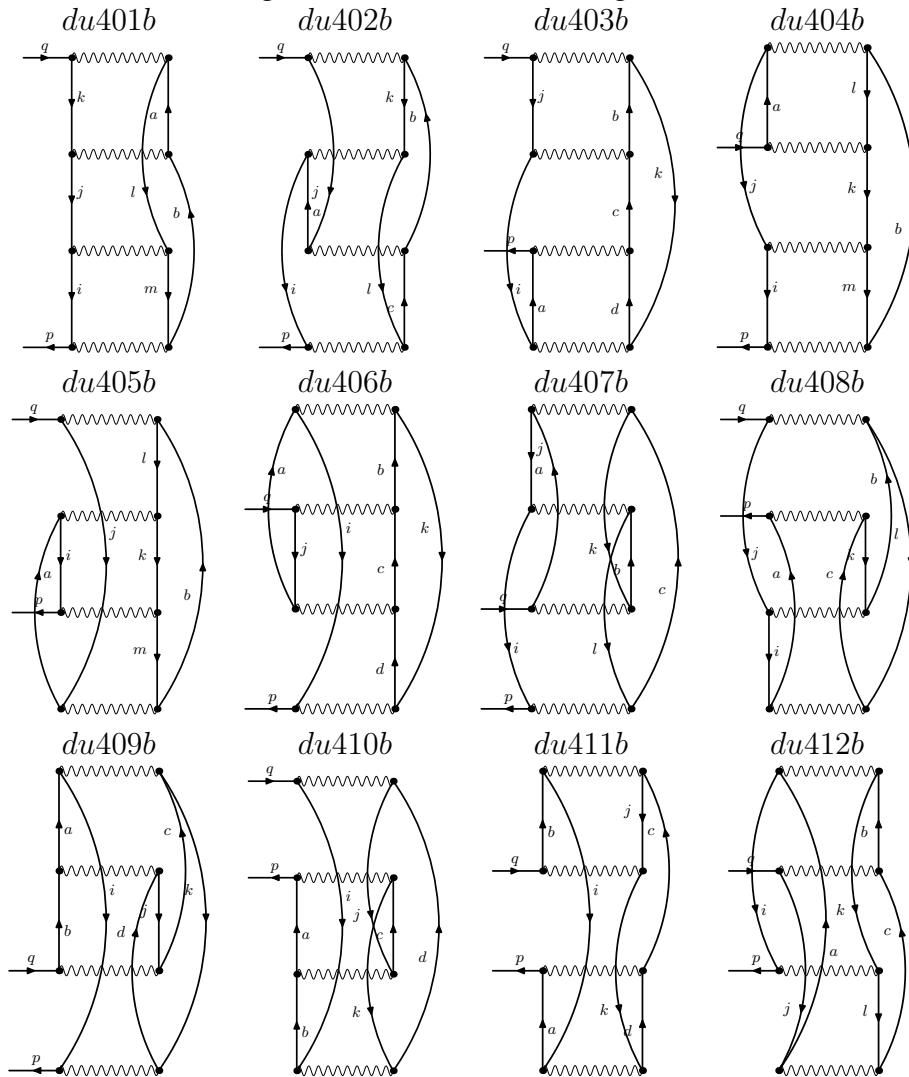 du401b du402b du403b du404b
q q
k a k b j b k l a q
j l b j a c j k b
i m i l c p i a d i m
p p p
du405b du406b du407b du408b
q l b j q
a q j a b p j l
i j k i k k b k
a p b j c q c a c
m d i l i
p p
du409b du410b du411b du412b
a c q j b c b
i k p i j q q i
b d j a c i k a c
q b k d p p j l
p a k d